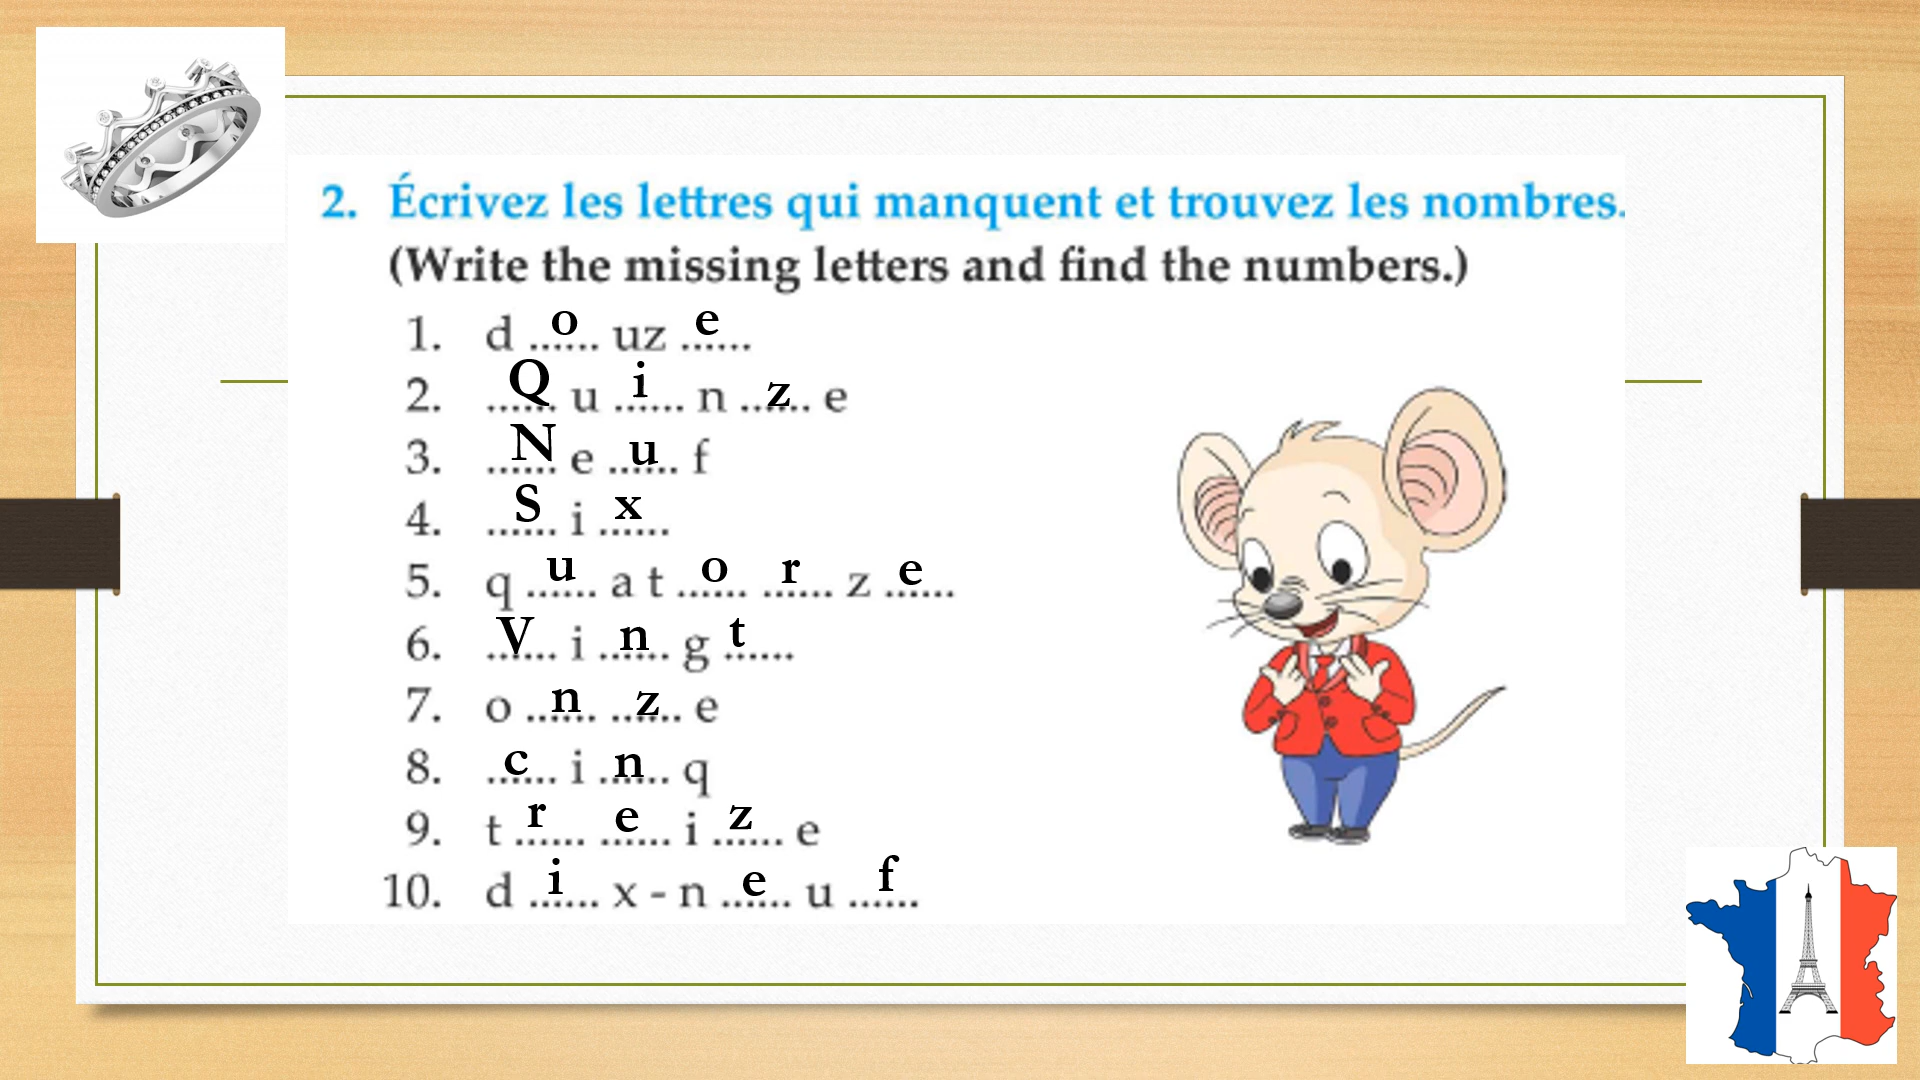 2. Écrivez les lettres qui manquent et trouvez les nombres.
(Write the missing letters and find the numbers.)
1. d ...o... uz ...e...
2. ...Q... u ...i... n ...z... e
3. ...N... e ...u... f
4. ...S... i ...x...
5. q ...u... a t ...o... ...r... z ...e...
6. ...V... i ...n... g ...t...
7. o ...n... ...z... e
8. ...c... i ...n... q
9. t ...r... ...e... i ...z... e
10. d ...i... x - n ...e... u ...f...